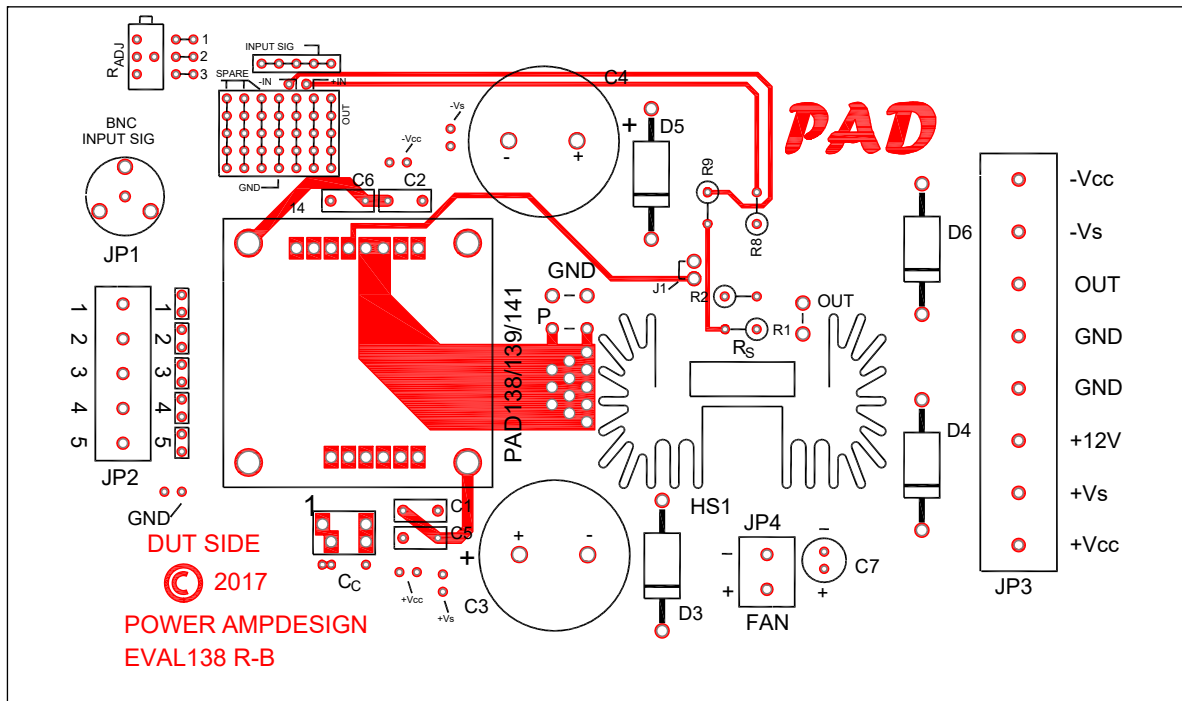 RADJ
1
2
3
INPUT SIG
SPARE
-IN
+IN
OUT
GND
BNC
INPUT SIG
JP1
-Vs
-Vcc
C4
- +
+
D5
PAD
C6
C2
14
R9
R8
J1
R2
R1
OUT
GND
P
RS
D6
D4
-Vcc
-Vs
OUT
GND
GND
+12V
+Vs
+Vcc
JP3
1 1
2 2
3 3
4 4
5 5
JP2
GND
PAD138/139/141
HS1
1
CC
C1
C5
+Vcc
+Vs
C3
+
+ -
D3
JP4
-
+
FAN
-
C7
+
DUT SIDE
© 2017
POWER AMPDESIGN
EVAL138 R-B